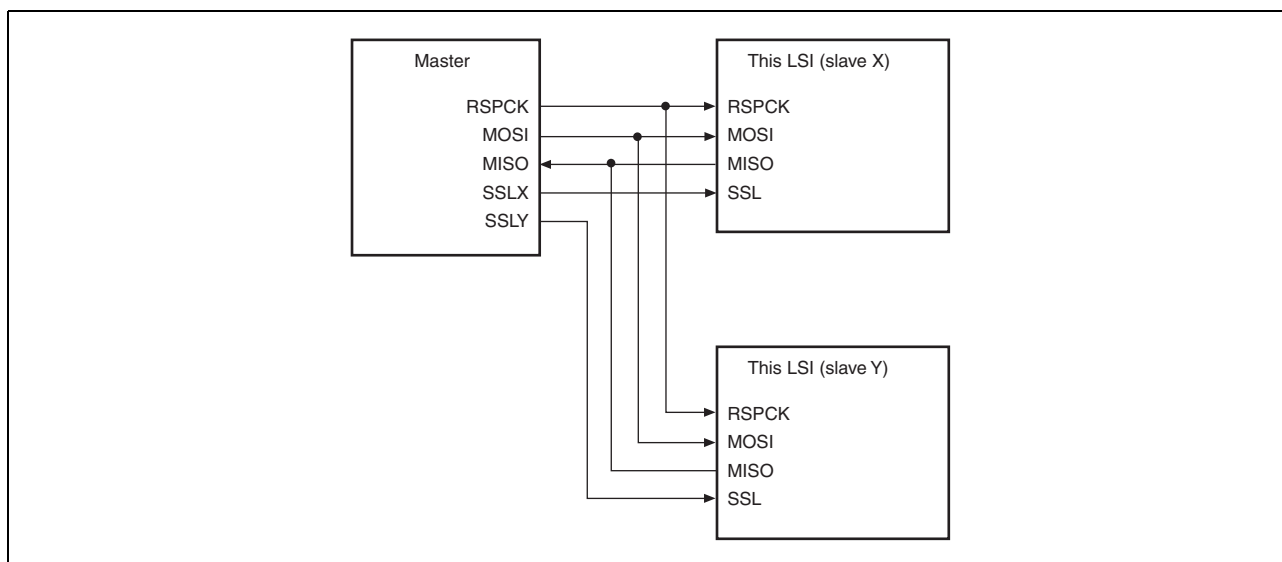 Master
RSPCK
MOSI
MISO
SSLX
SSLY
This LSI (slave X)
RSPCK
MOSI
MISO
SSL
This LSI (slave Y)
RSPCK
MOSI
MISO
SSL